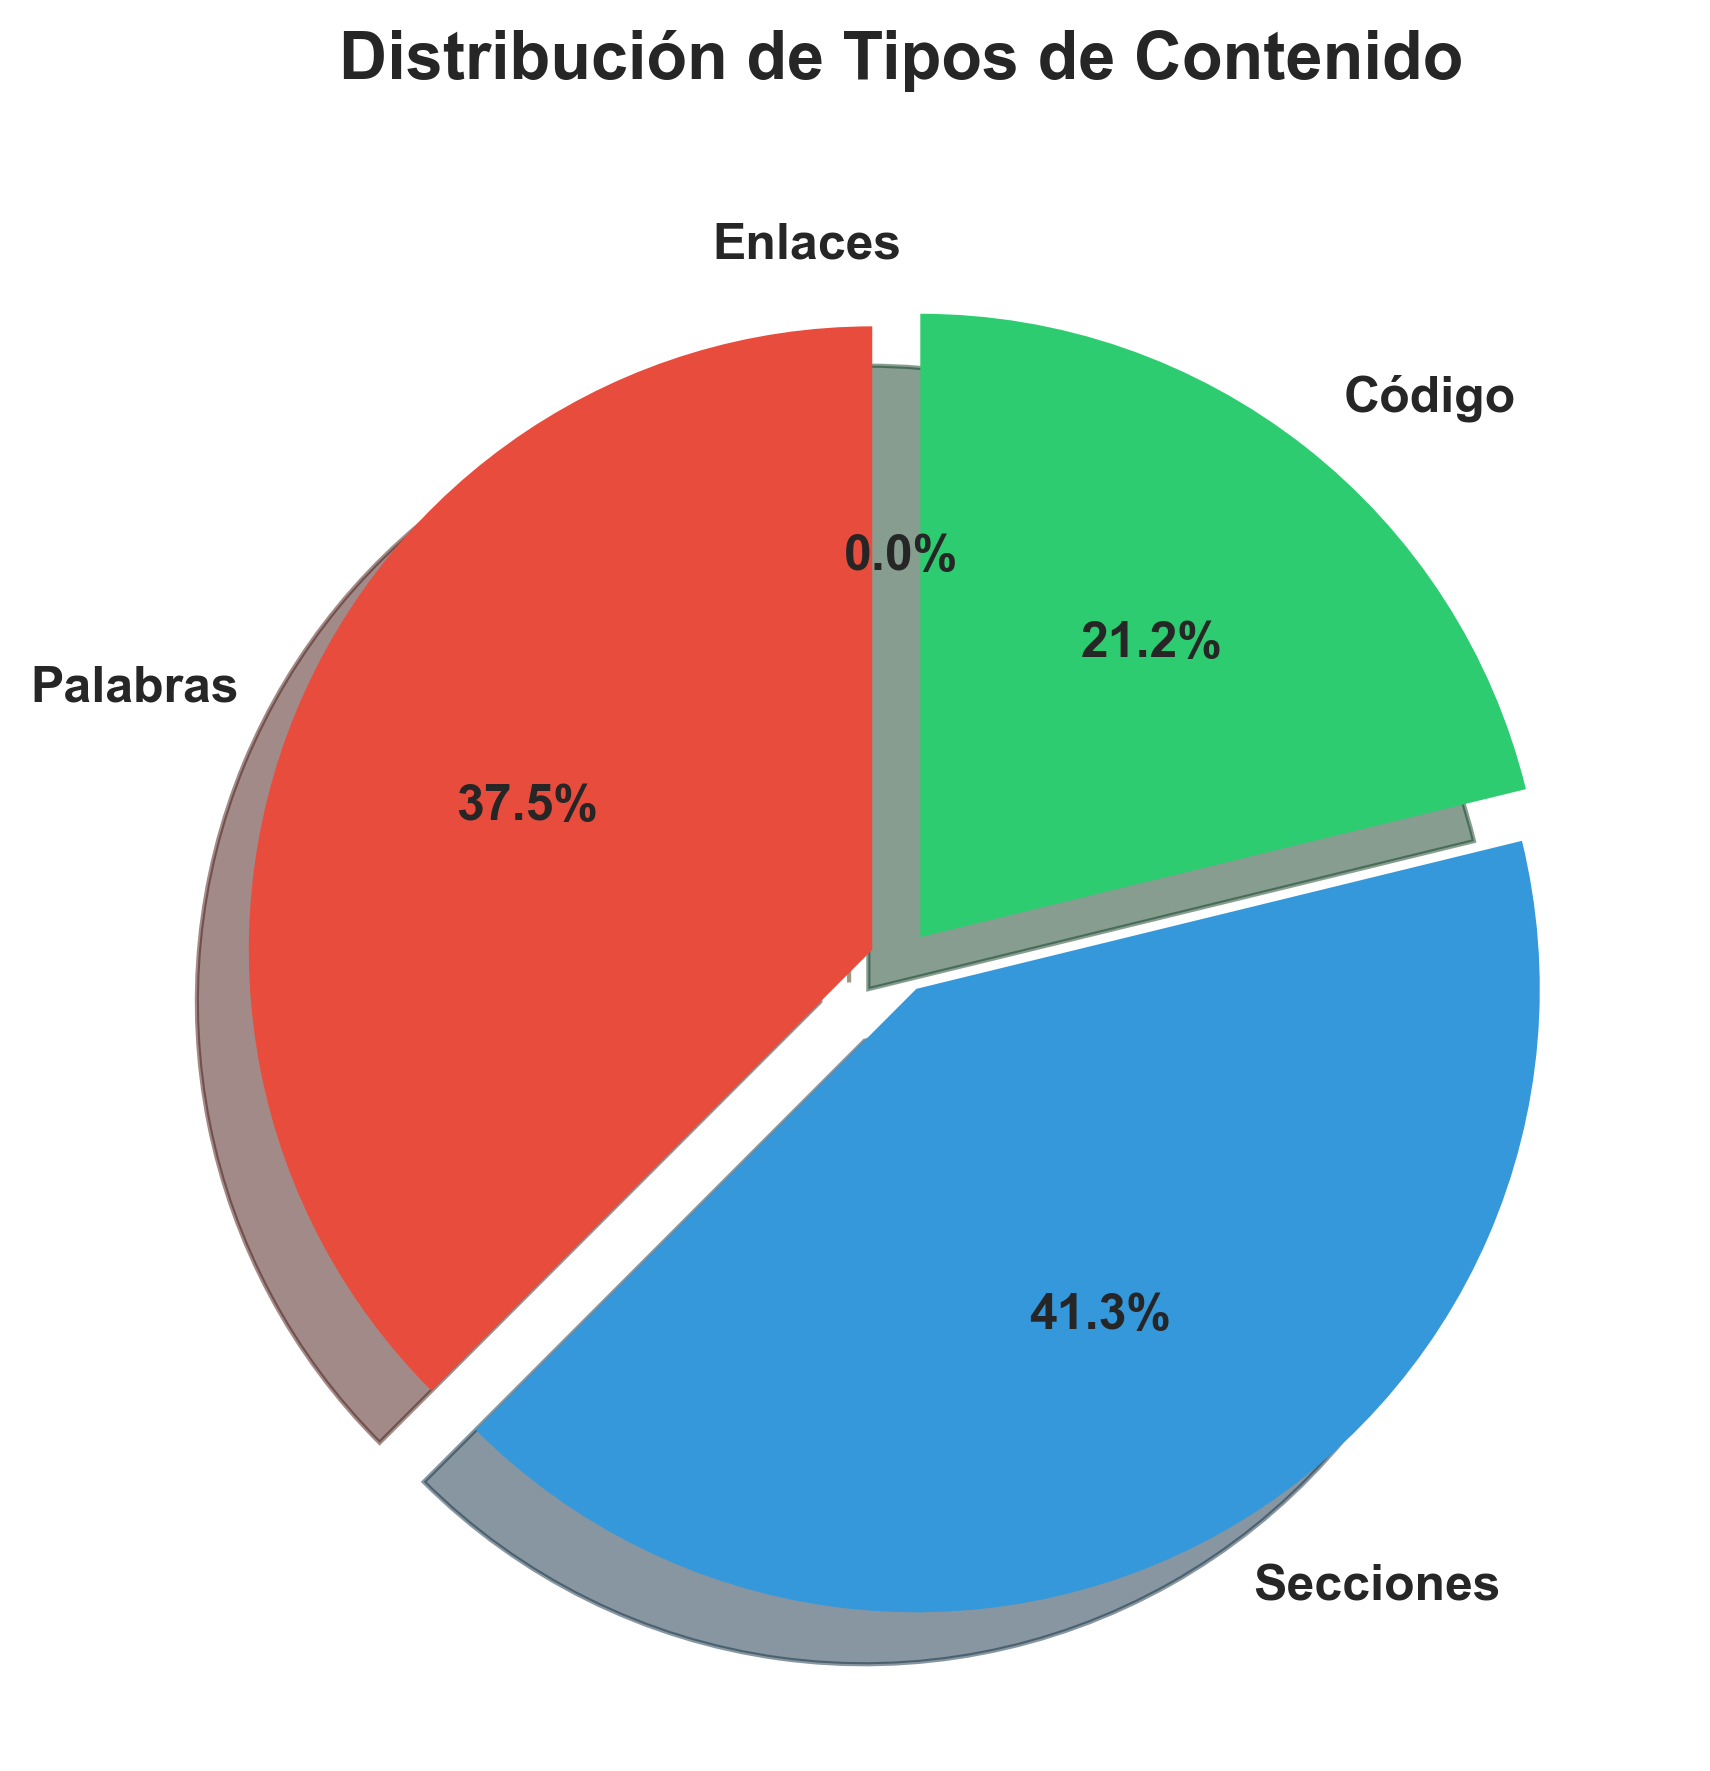 Distribución de Tipos de Contenido
Enlaces
Código
0.0%
21.2%
Palabras
37.5%
41.3%
Secciones